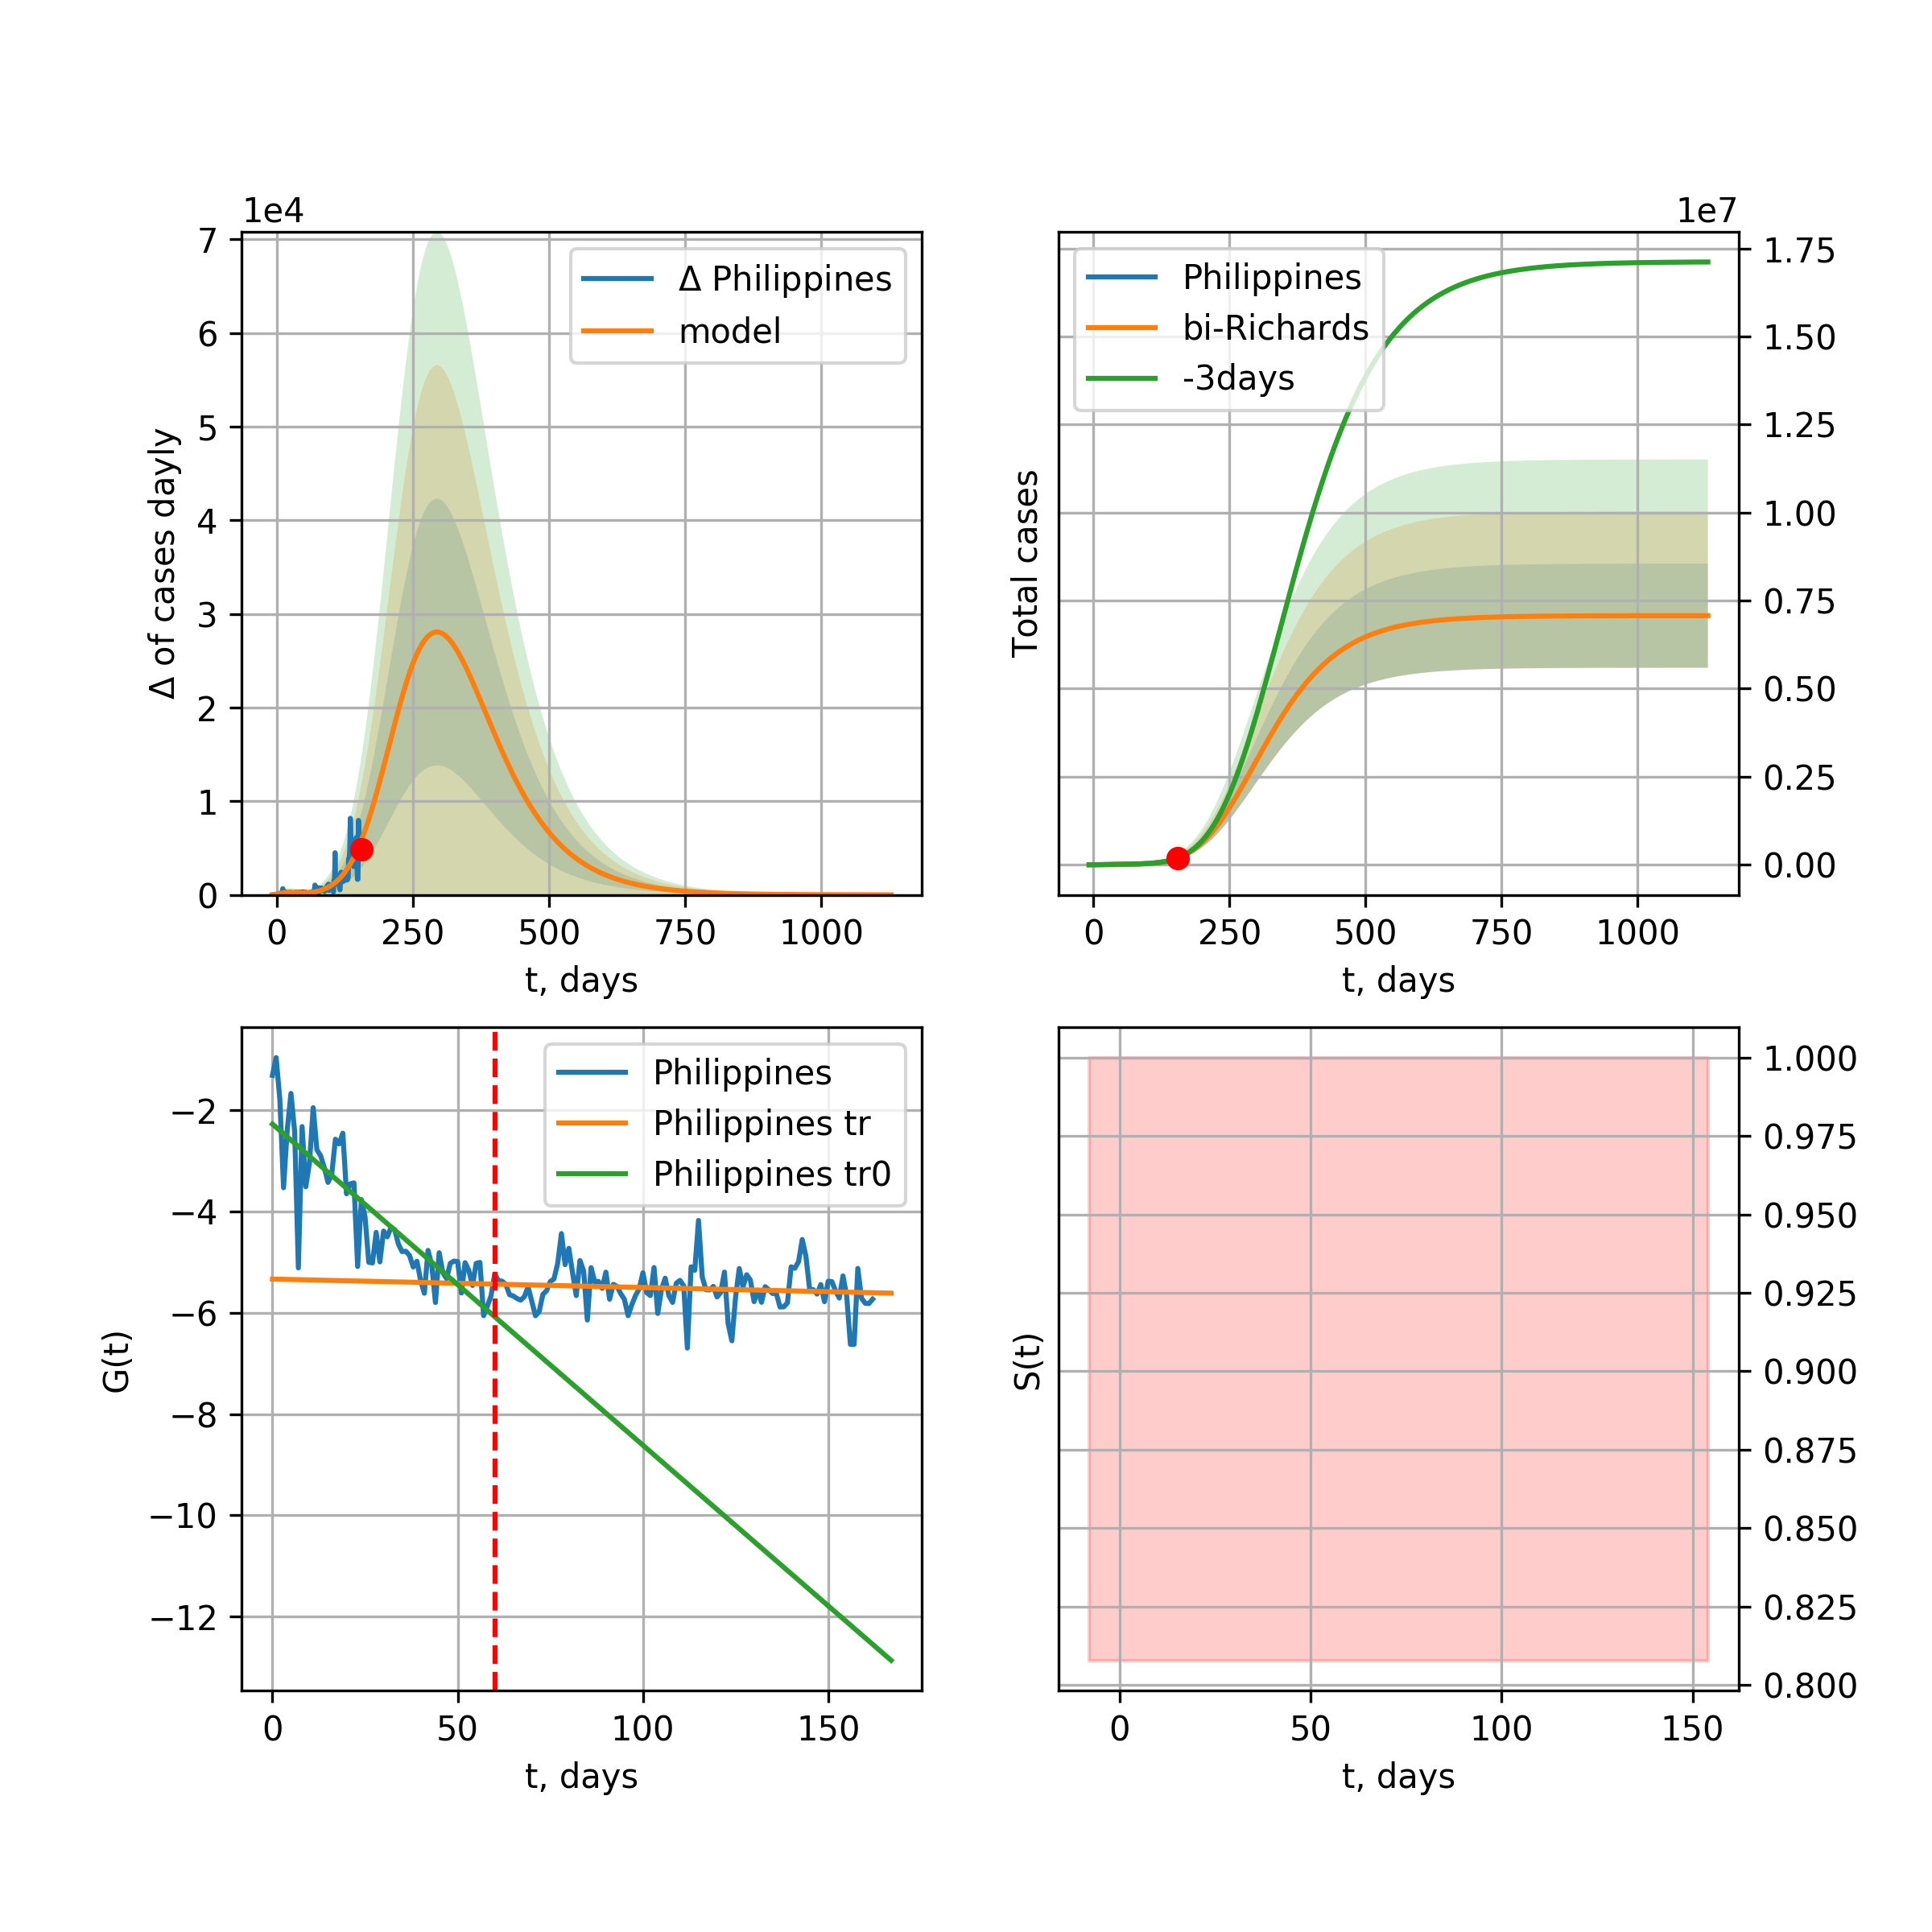 1e4
7
6
5
4
3
2
1
0
Δ of cases dayly
Δ Philippines
model
0 250 500 750 1000
t, days
1e7
Philippines
bi-Richards
-3days
Total cases
1.75
1.50
1.25
1.00
0.75
0.50
0.25
0.00
0 250 500 750 1000
t, days
G(t)
−2
−4
−6
−8
−10
−12
Philippines
Philippines tr
Philippines tr0
0 50 100 150
t, days
S(t)
1.000
0.975
0.950
0.925
0.900
0.875
0.850
0.825
0.800
0 50 100 150
t, days